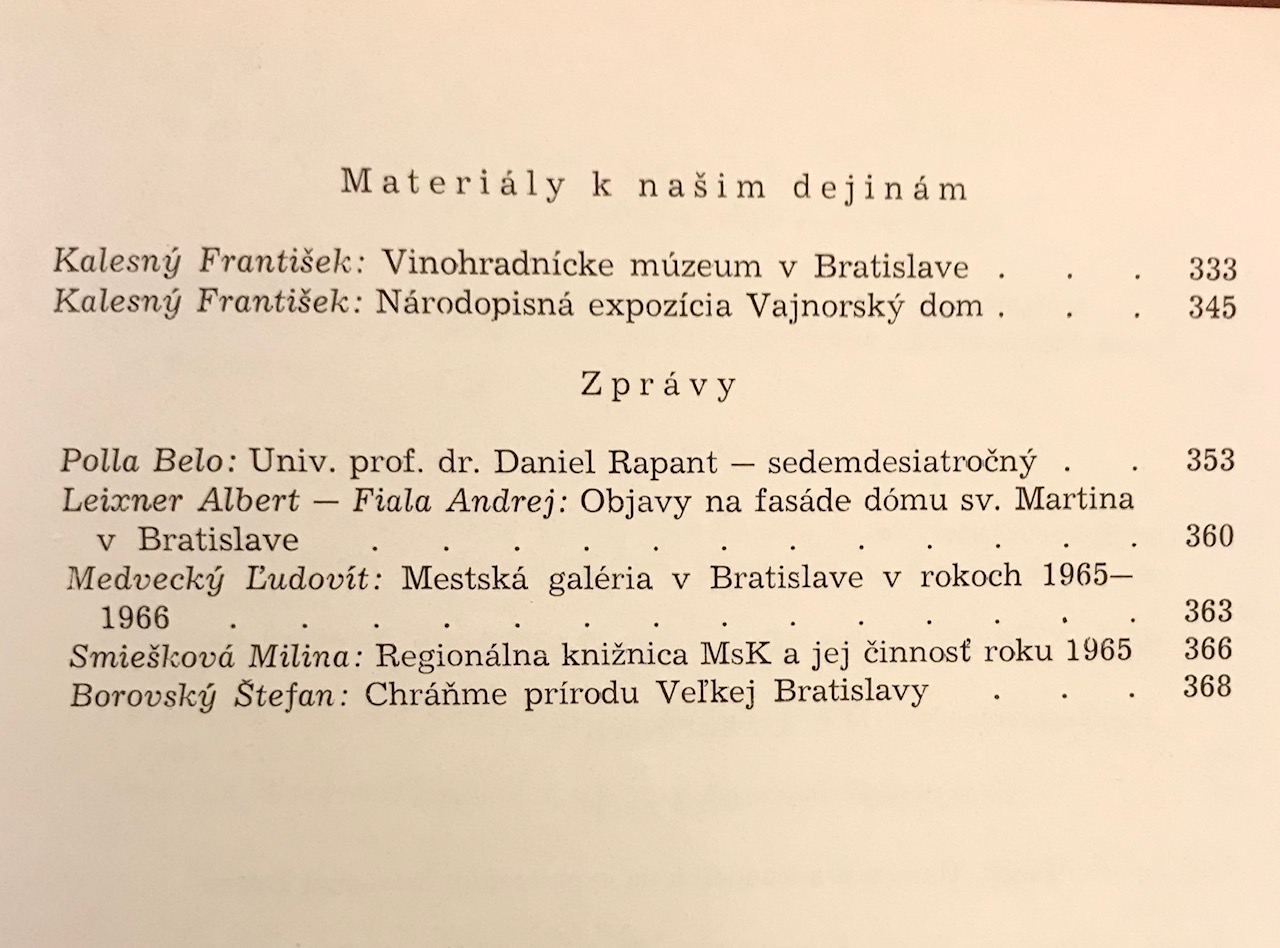 Materiály k našim dejinám
Kalesný František: Vinohradnícke múzeum v Bratislave . . . 333
Kalesný František: Národopisná expozícia Vajnorský dom . . . 345
Zprávy
Polla Belo: Univ. prof. dr. Daniel Rapant — sedemdesiatročný . . 353
Leixner Albert — Fiala Andrej: Objavy na fasáde dómu sv. Martina
v Bratislave . . . . . . . . . . . . 360
Medvecký Ľudovít: Mestská galéria v Bratislave v rokoch 1965—
1966 . . . . . . . . . . . . . . 363
Smiešková Milina: Regionálna knižnica MsK a jej činnosť roku 1965 366
Borovský Štefan: Chráňme prírodu Veľkej Bratislavy . . . 368